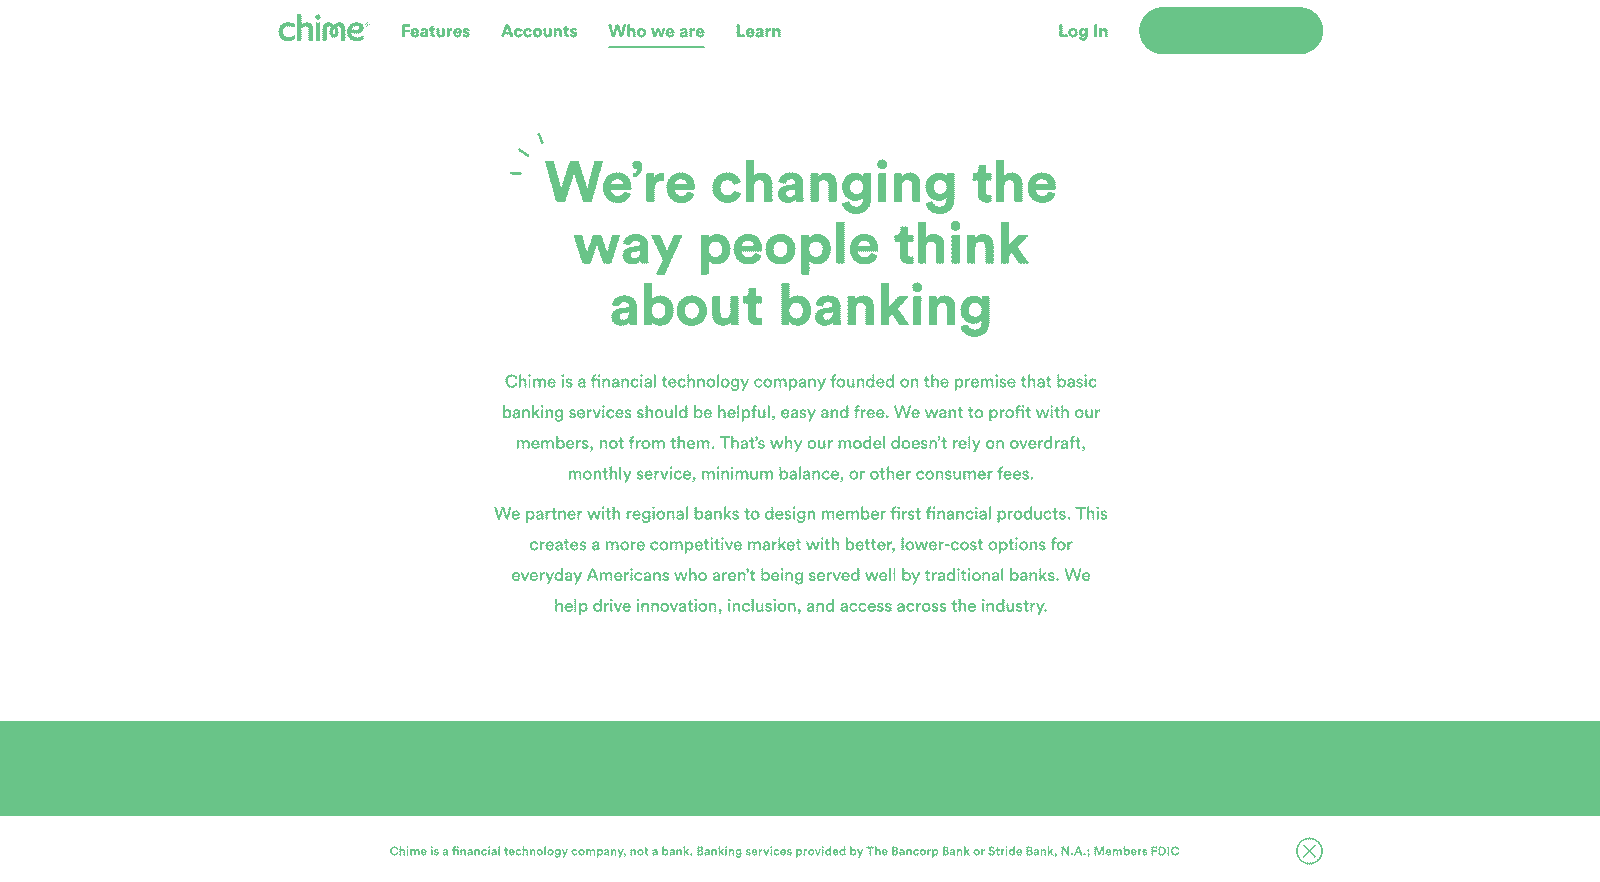 chime
Features
Accounts
Who we are
Learn
Log In
We’re changing the
way people think
about banking
Chime is a financial technology company founded on the premise that basic
banking services should be helpful, easy and free. We want to profit with our
members, not from them. That’s why our model doesn’t rely on overdraft,
monthly service, minimum balance, or other consumer fees.
We partner with regional banks to design member first financial products. This
creates a more competitive market with better, lower-cost options for
everyday Americans who aren’t being served well by traditional banks. We
help drive innovation, inclusion, and access across the industry.
Chime is a financial technology company, not a bank. Banking services provided by The Bancorp Bank or Stride Bank, N.A.; Members FDIC